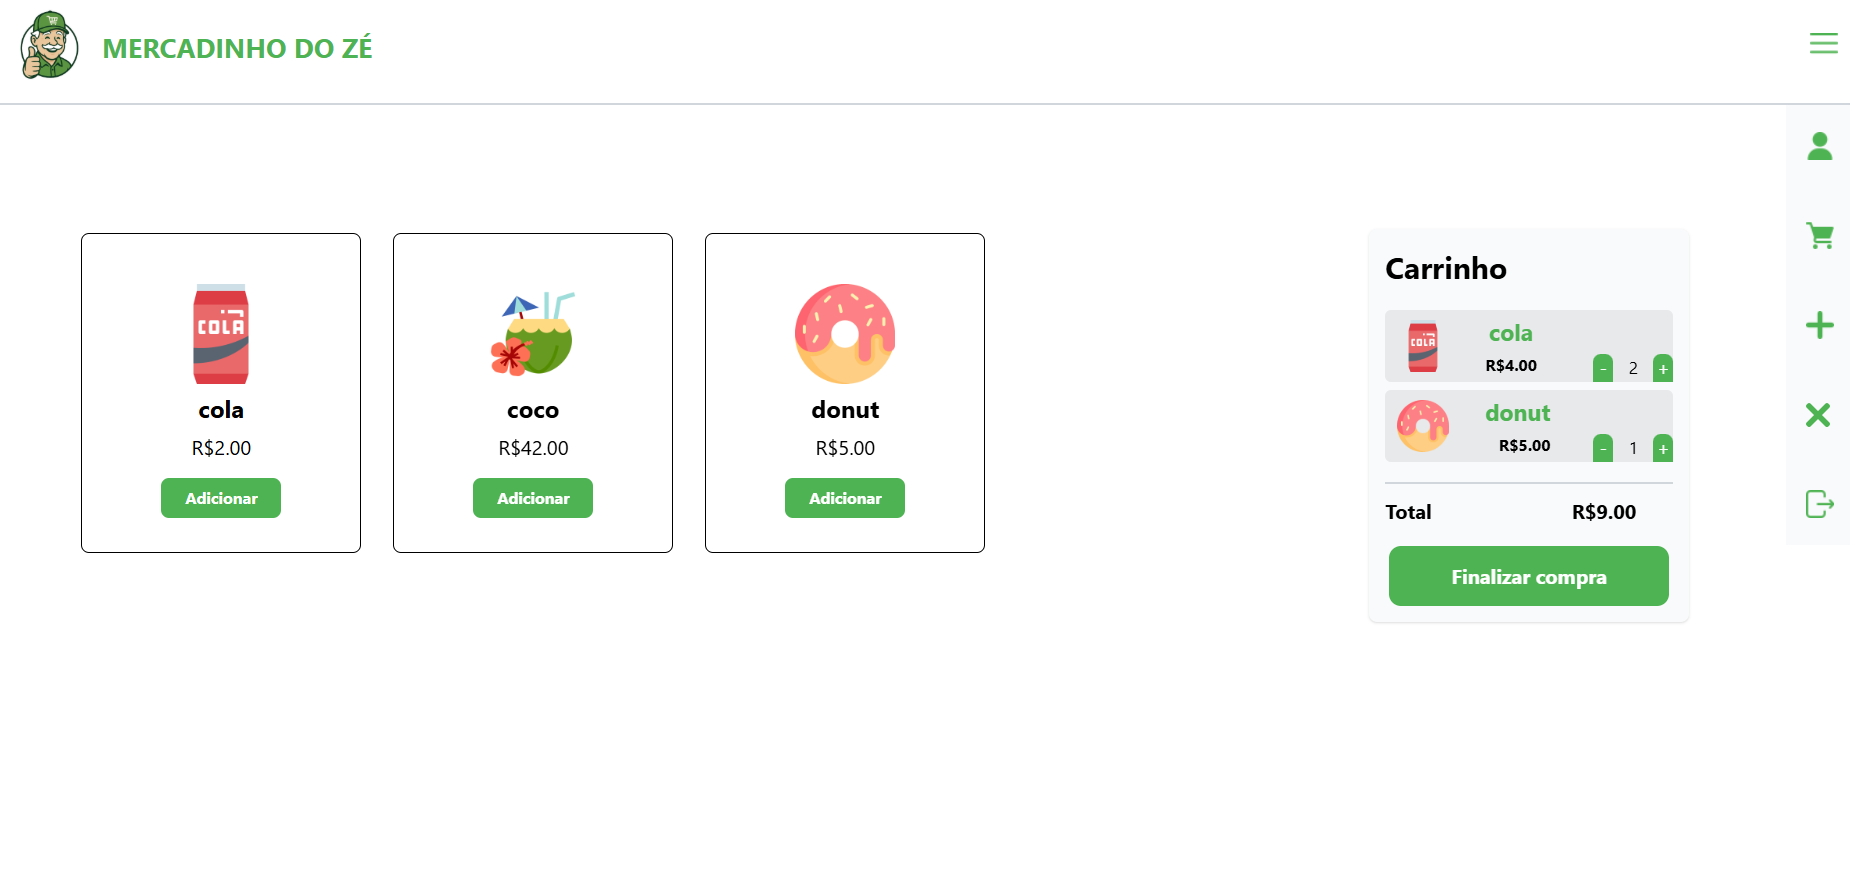 MERCADINHO DO ZÉ
COLA
cola
R$2.00
Adicionar
coco
R$42.00
Adicionar
donut
R$5.00
Adicionar
Carrinho
COLA
cola
R$4.00
- 2 +
donut
R$5.00
- 1 +
Total R$9.00
Finalizar compra